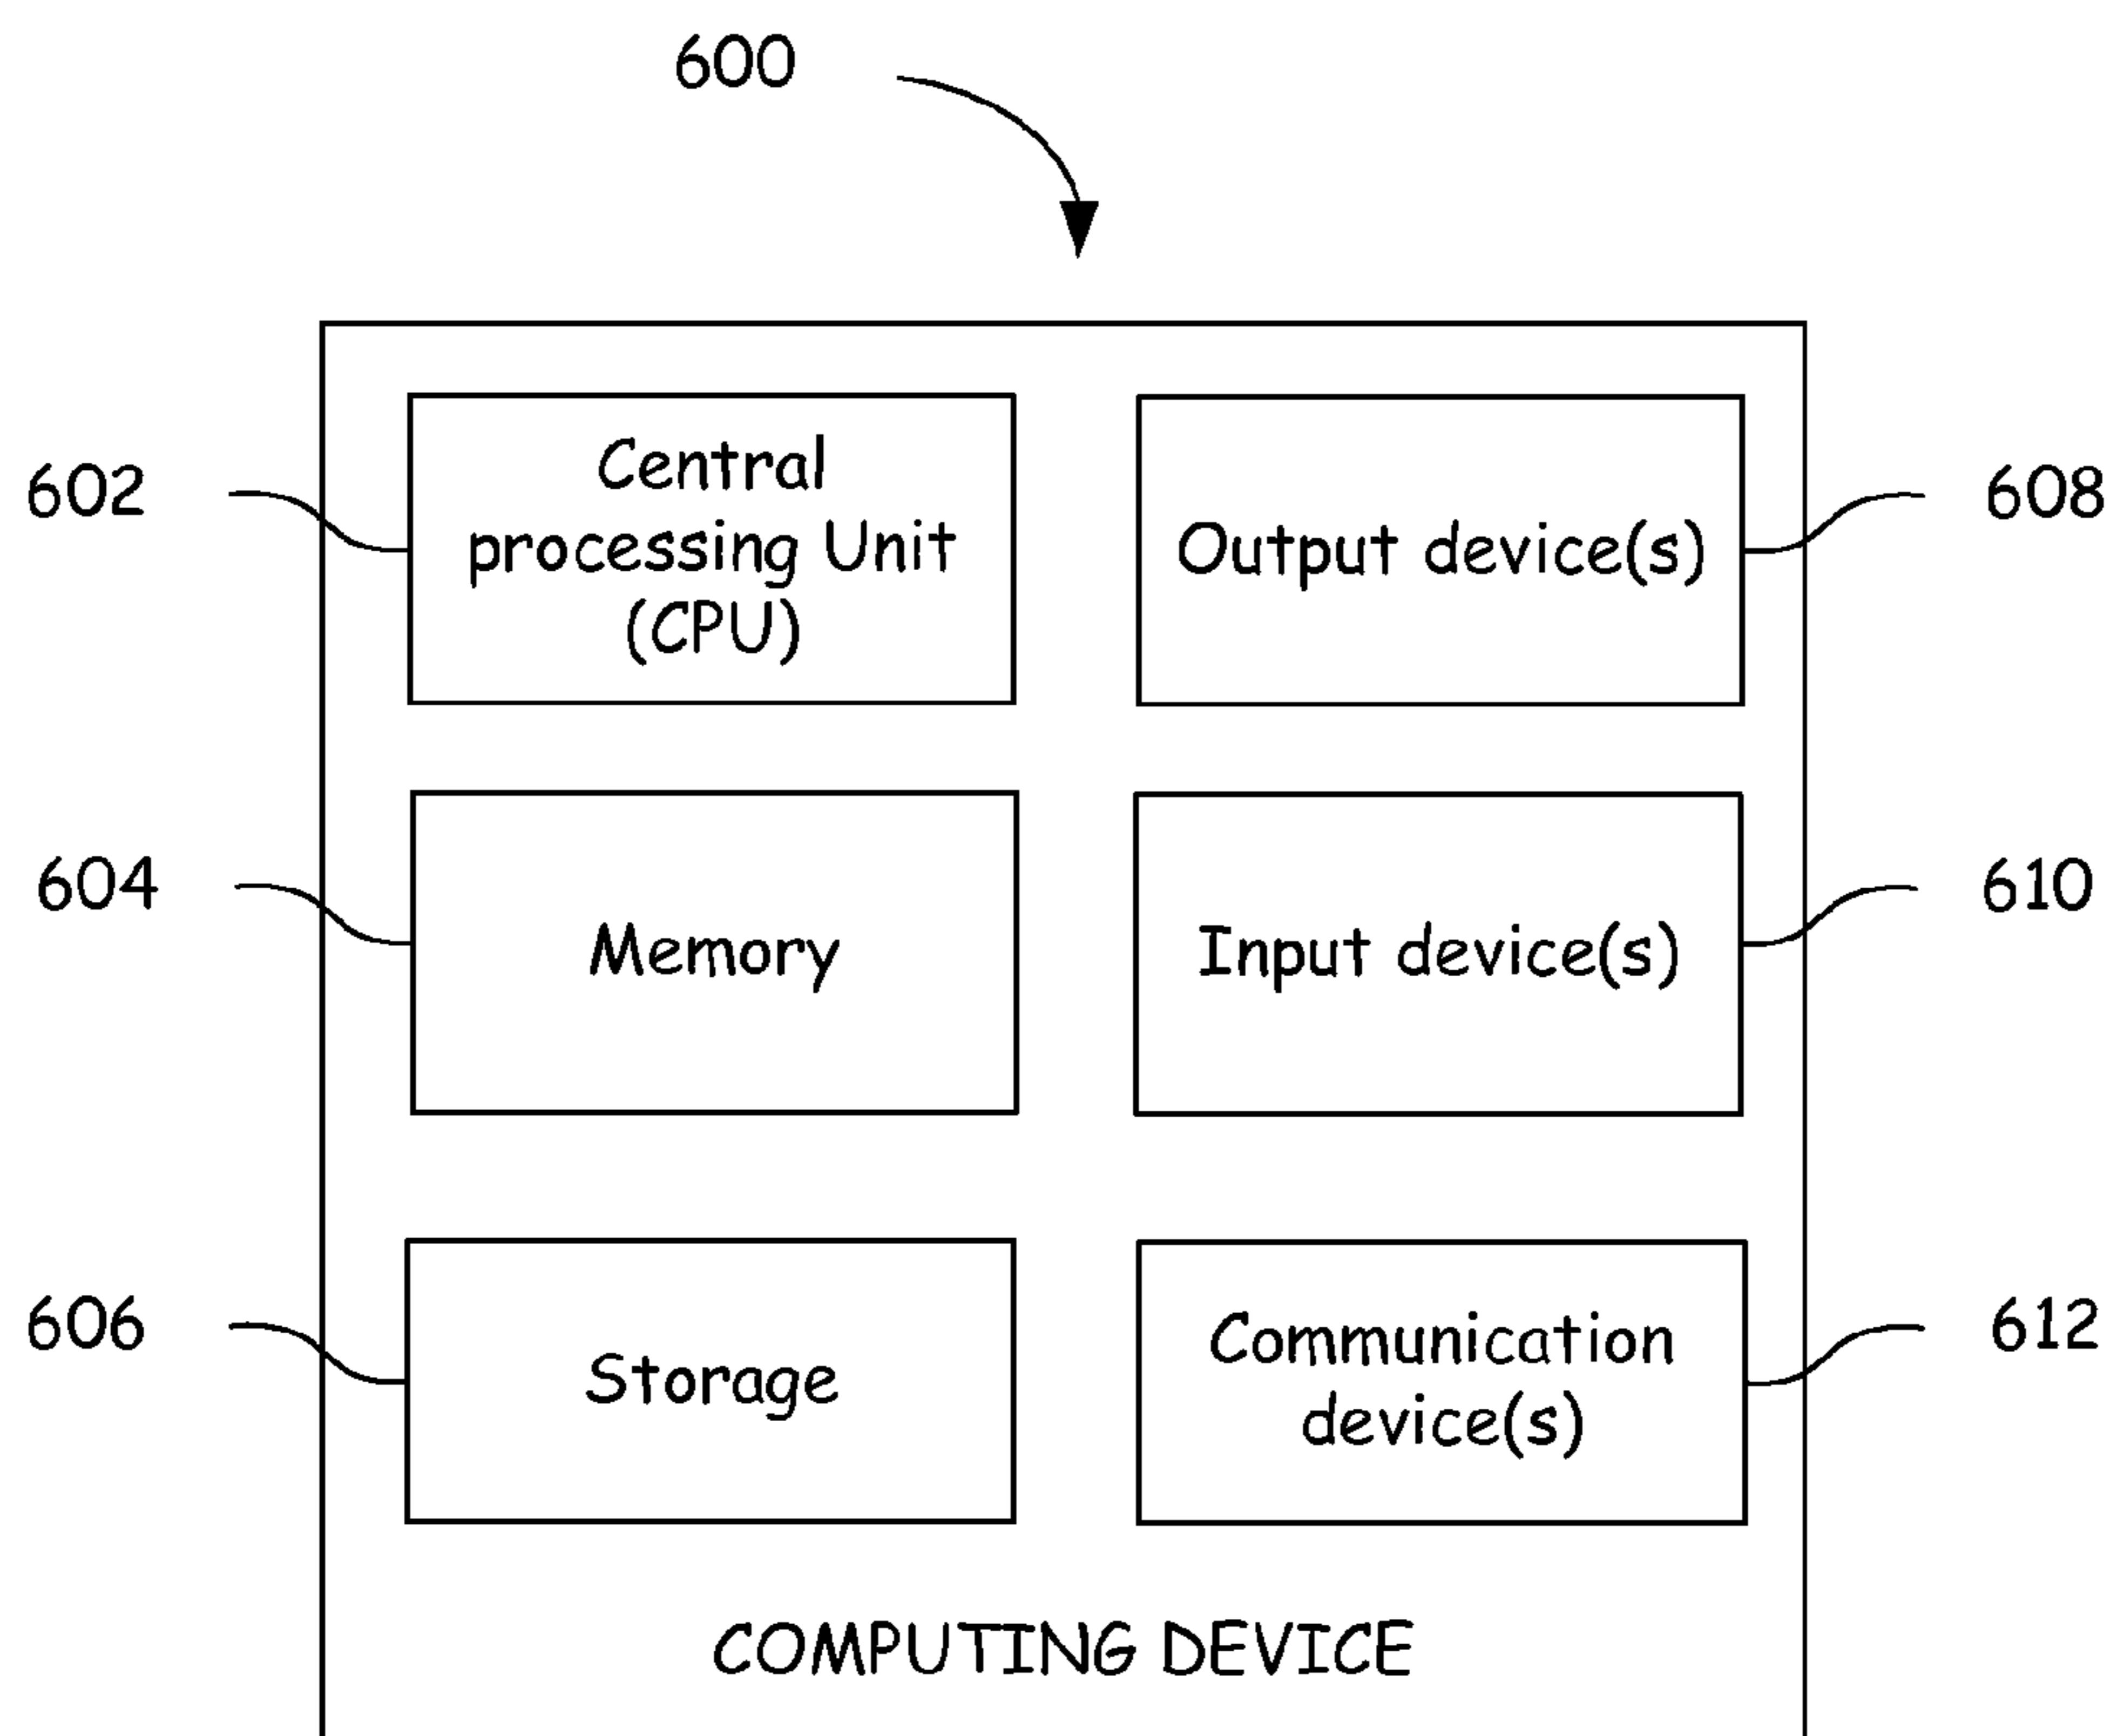 600
602
Central
processing Unit
(CPU)
Output device(s)
608
604
Memory
Input device(s)
610
606
Storage
Communication
device(s)
612
COMPUTING DEVICE